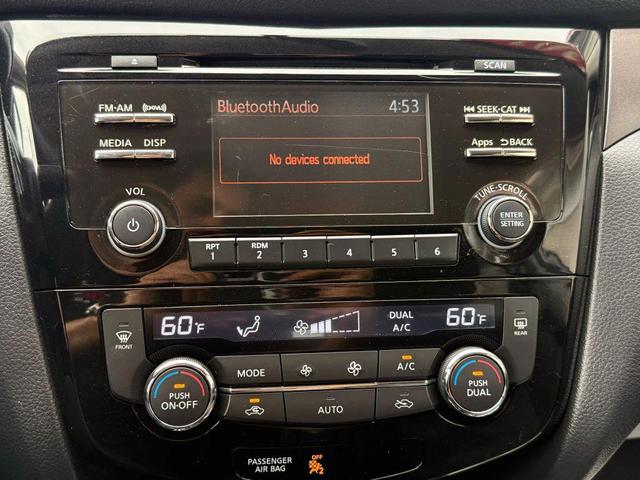 SCAN
FM·AM
BluetoothAudio 4:53
SEEK·CAT
MEDIA DISP
No devices connected
Apps BACK
VOL
TUNE·SCROLL
ENTER
SETTING
RPT
1
RDM
2
3
4
5
6
60°F
DUAL
A/C
60°F
FRONT
REAR
MODE
A/C
PUSH
ON·OFF
PUSH
DUAL
AUTO
PASSENGER
AIR BAG
OFF
2